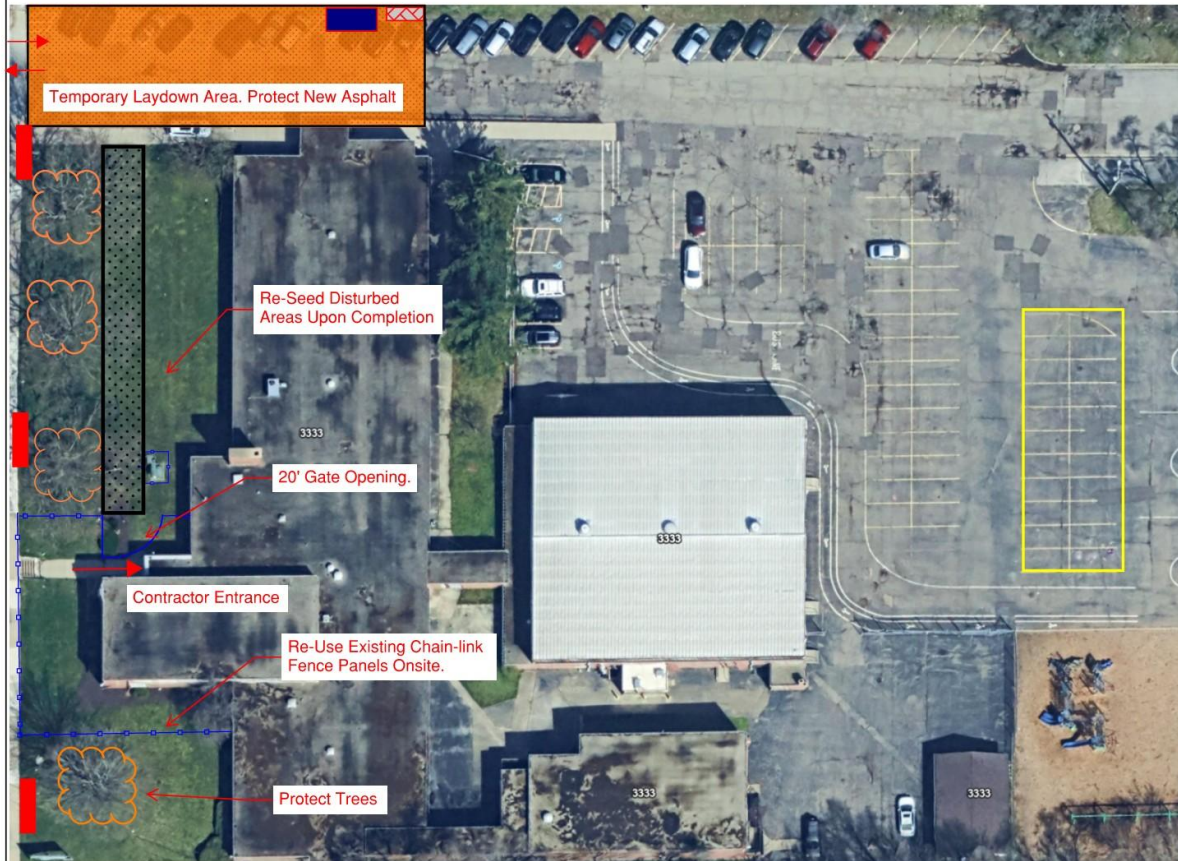 Temporary Laydown Area. Protect New Asphalt
Re-Seed Disturbed
Areas Upon Completion
3333
20' Gate Opening.
3333
Contractor Entrance
Re-Use Existing Chain-link
Fence Panels Onsite.
Protect Trees
3333
3333